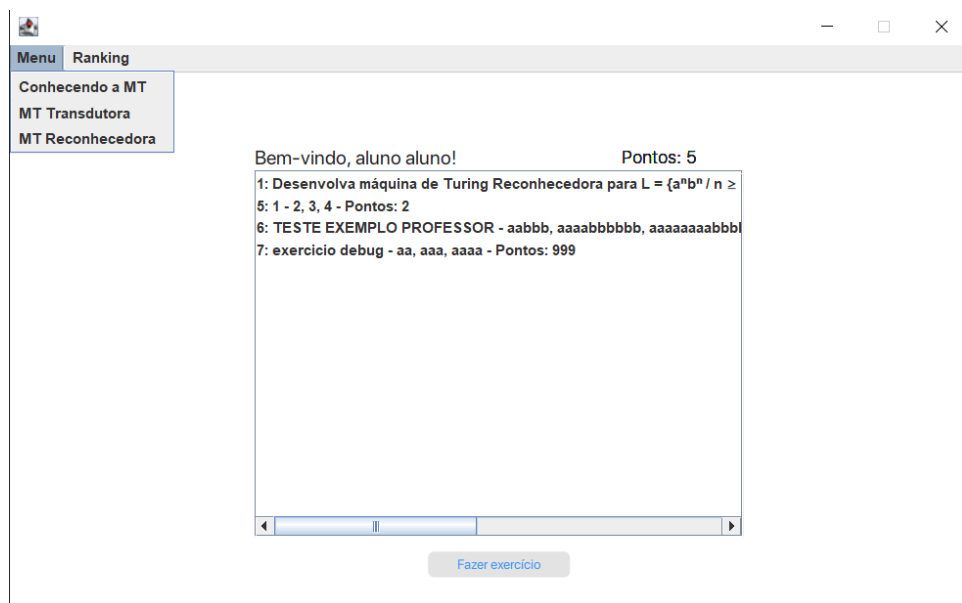 Menu Ranking
Conhecendo a MT
MT Transdutora
MT Reconhecedora
Bem-vindo, aluno aluno! Pontos: 5
1: Desenvolva máquina de Turing Reconhecedora para L = {aⁿbⁿ / n ≥
5: 1 - 2, 3, 4 - Pontos: 2
6: TESTE EXEMPLO PROFESSOR - aabbb, aaaabbbbbb, aaaaaaaabbbl
7: exercicio debug - aa, aaa, aaaa - Pontos: 999
Fazer exercício